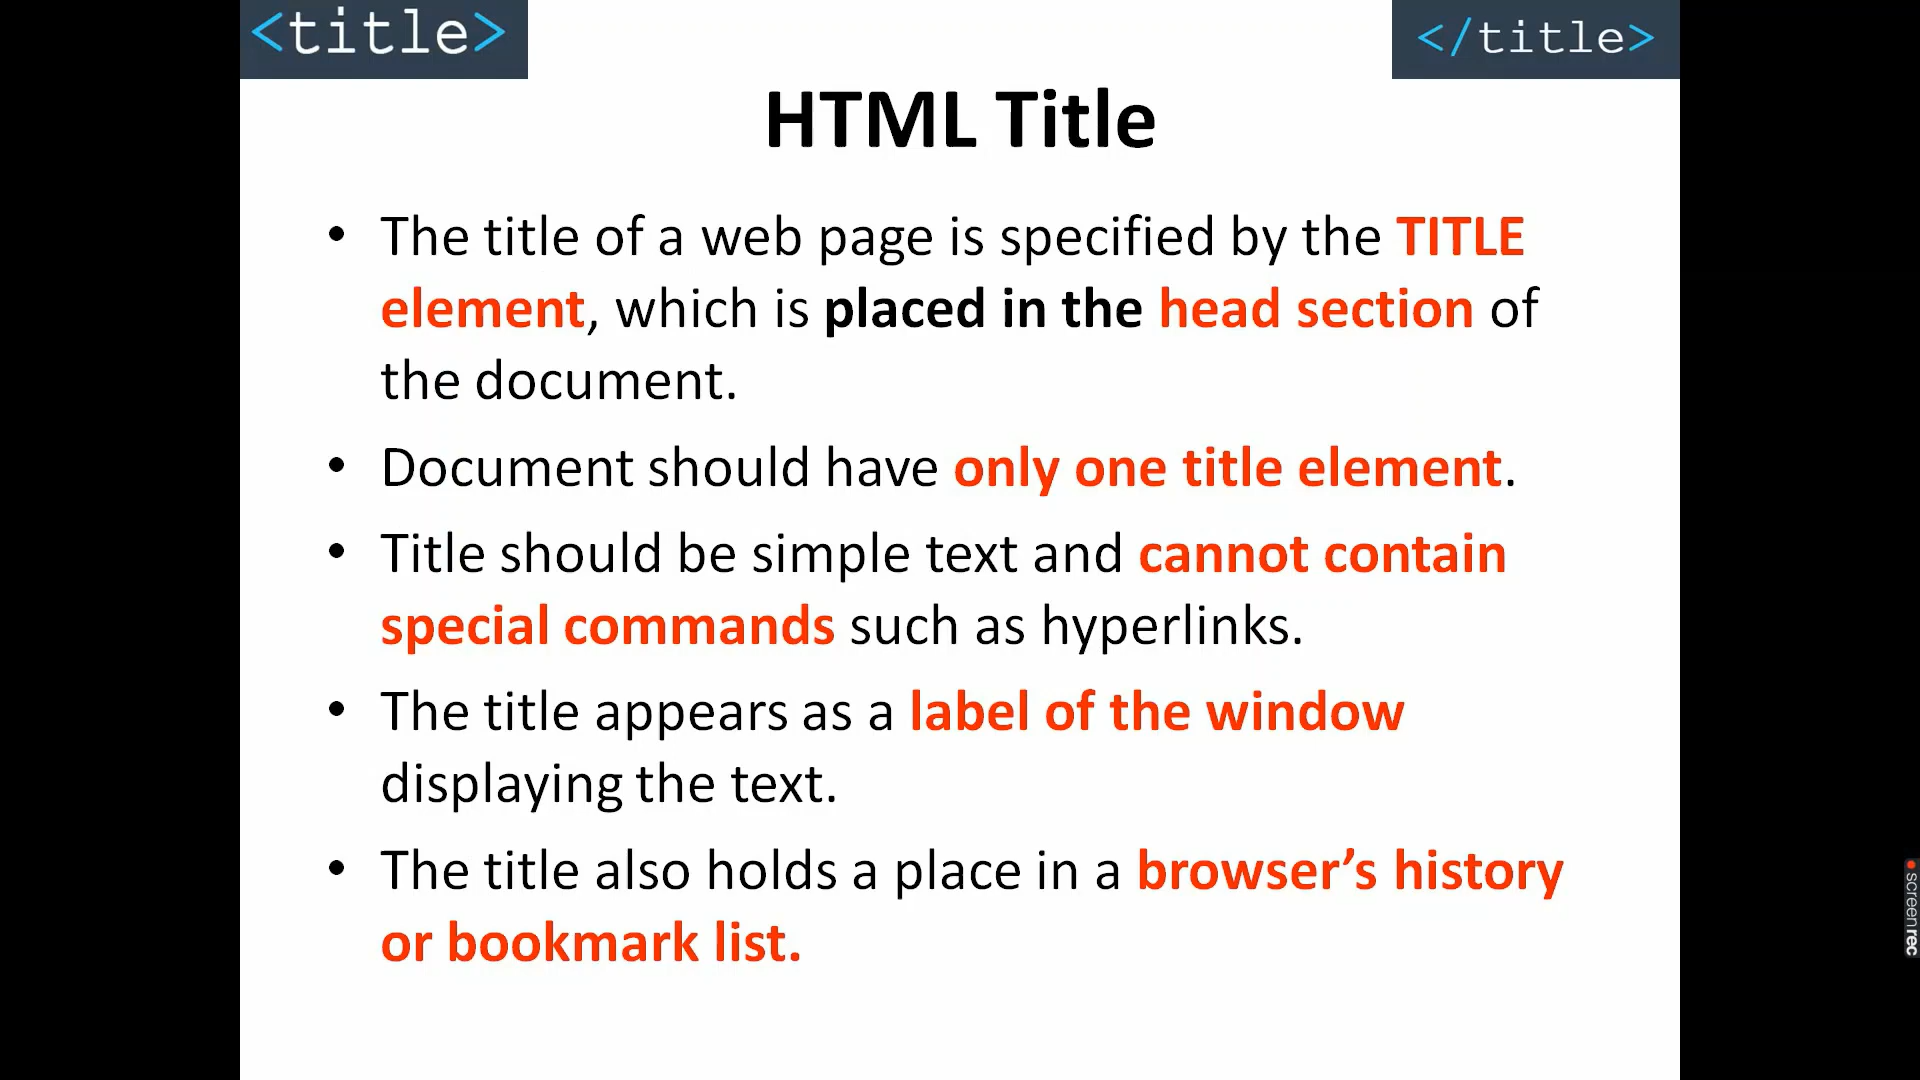 <title>
</title>
HTML Title
• The title of a web page is specified by the TITLE
element, which is placed in the head section of
the document.
• Document should have only one title element.
• Title should be simple text and cannot contain
special commands such as hyperlinks.
• The title appears as a label of the window
displaying the text.
• The title also holds a place in a browser’s history
or bookmark list.
screenrec